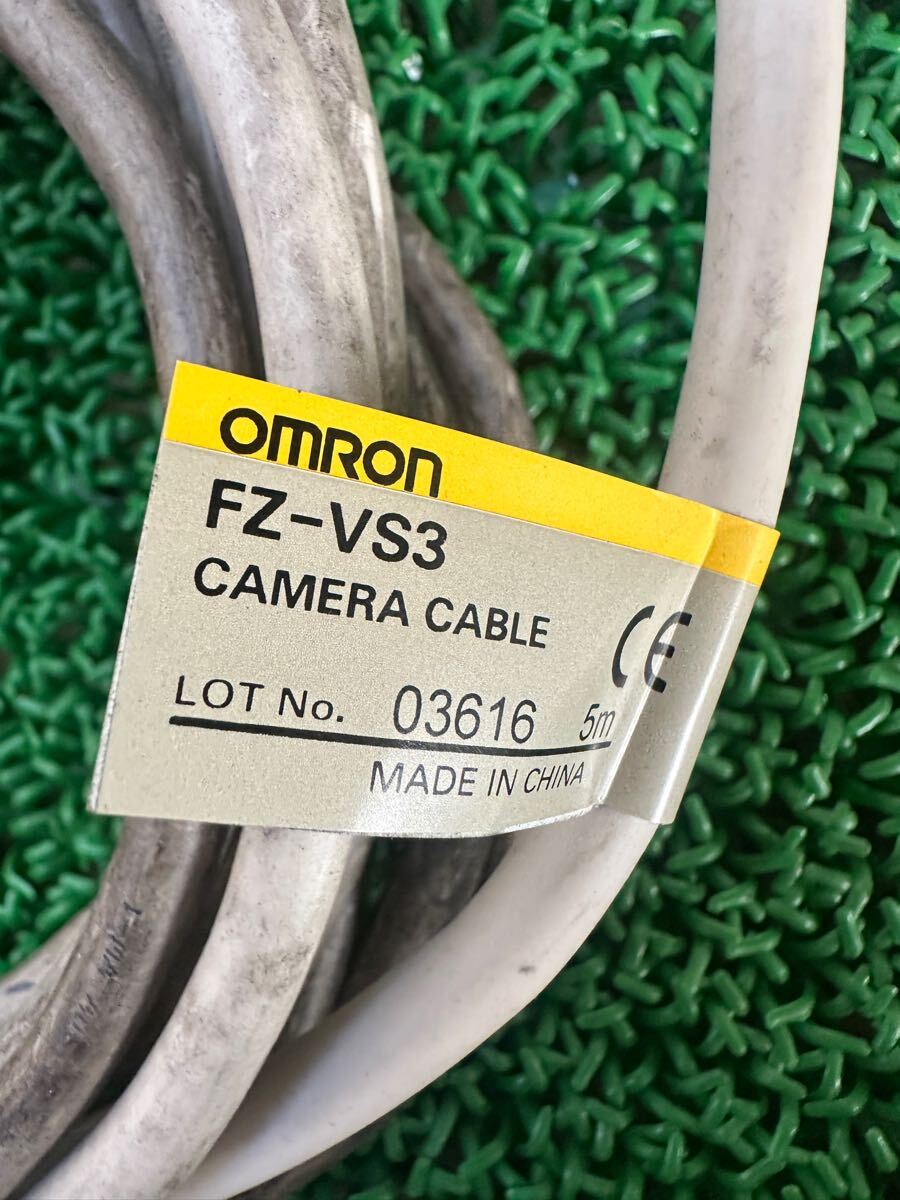 OMRON
FZ-VS3
CAMERA CABLE
CE
LOT No. 03616 5m
MADE IN CHINA